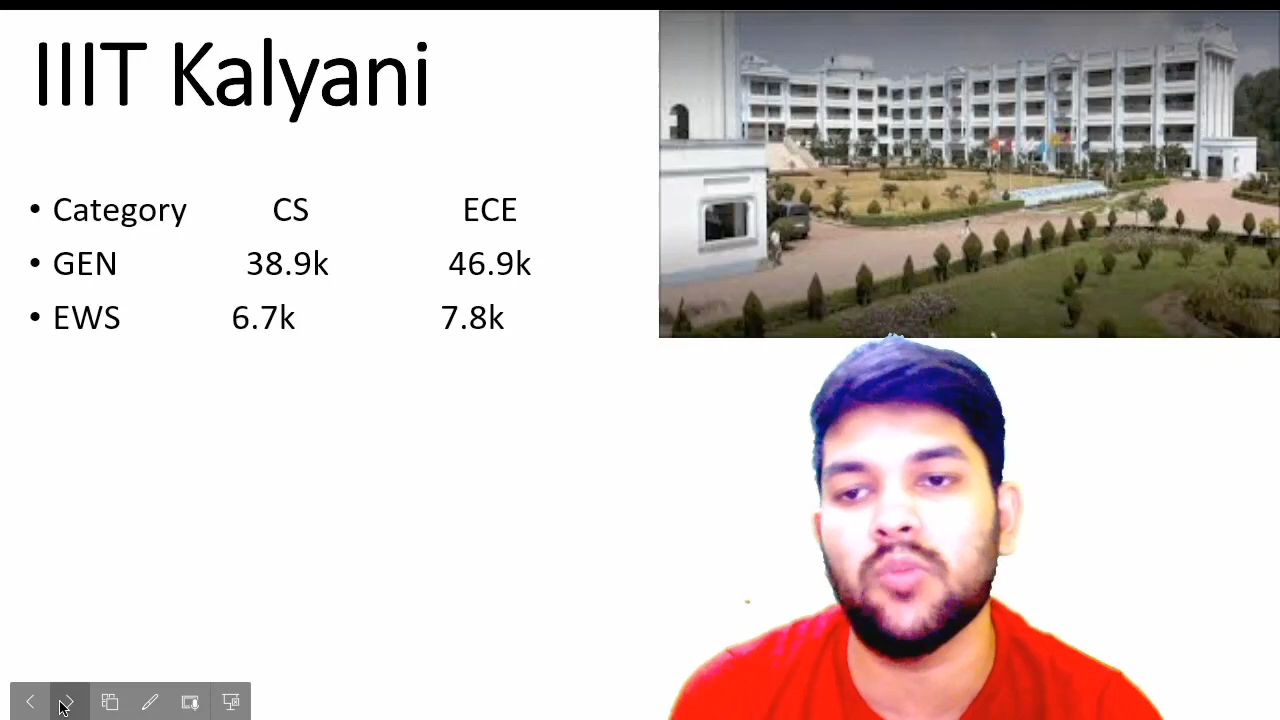 IIIT Kalyani
• Category CS ECE
• GEN 38.9k 46.9k
• EWS 6.7k 7.8k